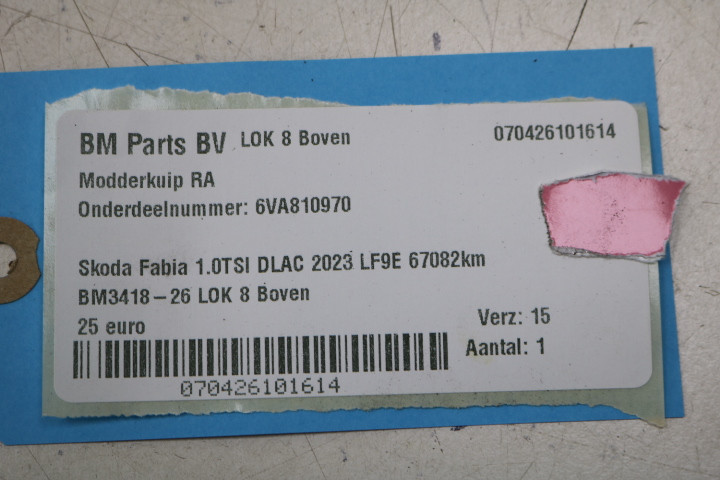 BM Parts BV LOK 8 Boven 070426101614
Modderkuip RA
Onderdeelnummer: 6VA810970
Skoda Fabia 1.0TSI DLAC 2023 LF9E 67082km
BM3418-26 LOK 8 Boven
25 euro Verz: 15
Aantal: 1
070426101614